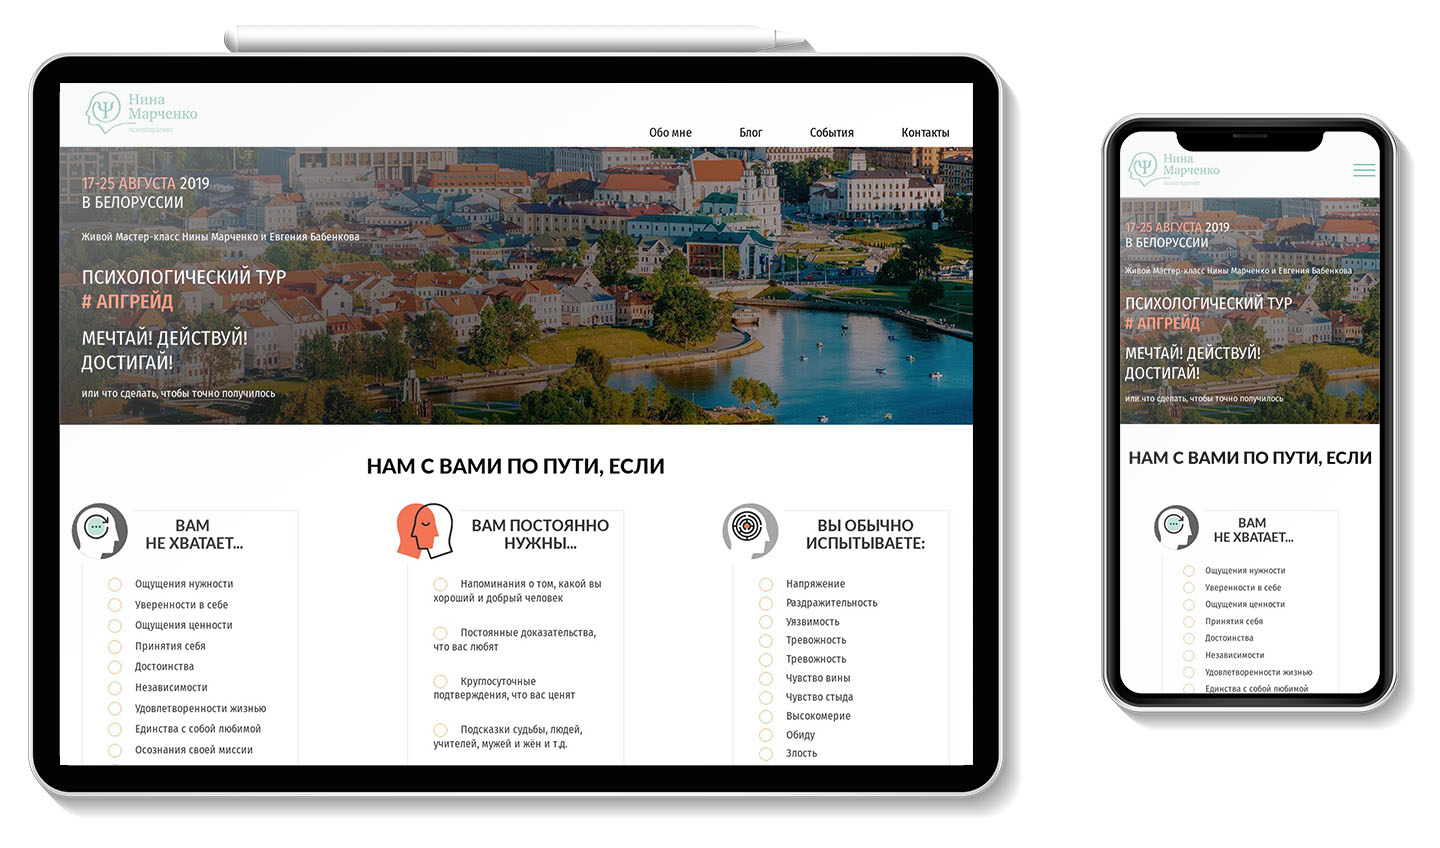 Нина
Марченко
психотерапевт
Обо мне
Блог
События
Контакты
17-25 АВГУСТА 2019
В БЕЛОРУССИИ
Живой Мастер-класс Нины Марченко и Евгения Бабенкова
ПСИХОЛОГИЧЕСКИЙ ТУР
# АПГРЕЙД
МЕЧТАЙ! ДЕЙСТВУЙ!
ДОСТИГАЙ!
или что сделать, чтобы точно получилось
НАМ С ВАМИ ПО ПУТИ, ЕСЛИ
ВАМ
НЕ ХВАТАЕТ...
Ощущения нужности
Уверенности в себе
Ощущения ценности
Принятия себя
Достоинства
Независимости
Удовлетворенности жизнью
Единства с собой любимой
Осознания своей миссии
ВАМ ПОСТОЯННО
НУЖНЫ...
Напоминания о том, какой вы
хороший и добрый человек
Постоянные доказательства,
что вас любят
Круглосуточные
подтверждения, что вас ценят
Подсказки судьбы, людей,
учителей, мужей и жён и т.д.
ВЫ ОБЫЧНО
ИСПЫТЫВАЕТЕ:
Напряжение
Раздражительность
Уязвимость
Тревожность
Тревожность
Чувство вины
Чувство стыда
Высокомерие
Обиду
Злость
Нина
Марченко
психотерапевт
17-25 АВГУСТА 2019
В БЕЛОРУССИИ
Живой Мастер-класс Нины Марченко и Евгения Бабенкова
ПСИХОЛОГИЧЕСКИЙ ТУР
# АПГРЕЙД
МЕЧТАЙ! ДЕЙСТВУЙ!
ДОСТИГАЙ!
или что сделать, чтобы точно получилось
НАМ С ВАМИ ПО ПУТИ, ЕСЛИ
ВАМ
НЕ ХВАТАЕТ...
Ощущения нужности
Уверенности в себе
Ощущения ценности
Принятия себя
Достоинства
Независимости
Удовлетворенности жизнью
Единства с собой любимой